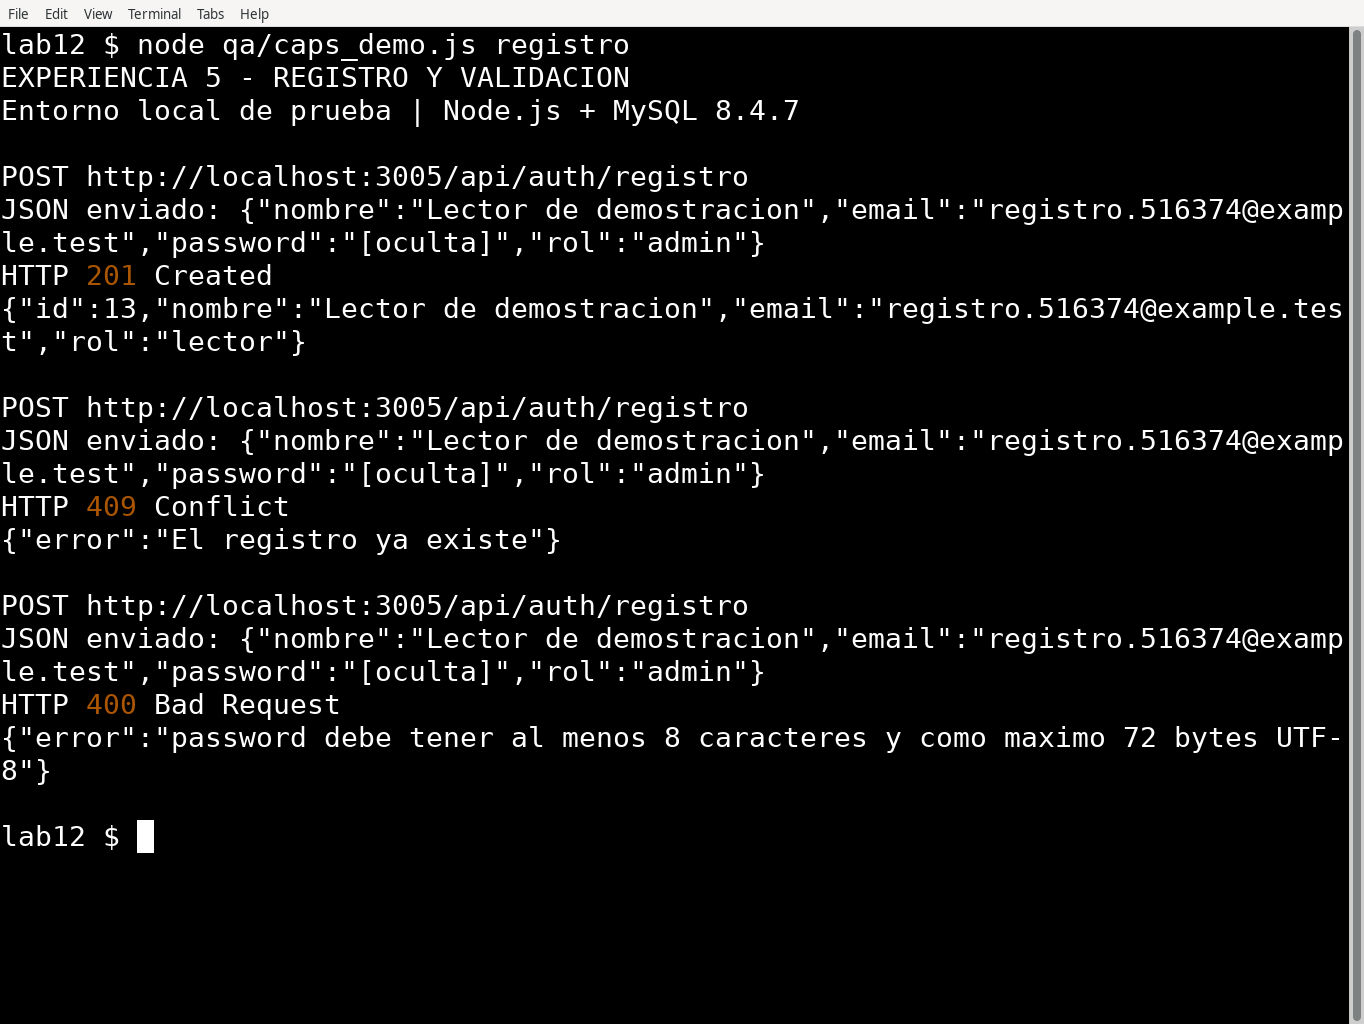 File Edit View Terminal Tabs Help
lab12 $ node qa/caps_demo.js registro
EXPERIENCIA 5 - REGISTRO Y VALIDACION
Entorno local de prueba | Node.js + MySQL 8.4.7
POST http://localhost:3005/api/auth/registro
JSON enviado: {"nombre":"Lector de demostracion","email":"registro.516374@examp
le.test","password":"[oculta]","rol":"admin"}
HTTP 201 Created
{"id":13,"nombre":"Lector de demostracion","email":"registro.516374@example.tes
t","rol":"lector"}
POST http://localhost:3005/api/auth/registro
JSON enviado: {"nombre":"Lector de demostracion","email":"registro.516374@examp
le.test","password":"[oculta]","rol":"admin"}
HTTP 409 Conflict
{"error":"El registro ya existe"}
POST http://localhost:3005/api/auth/registro
JSON enviado: {"nombre":"Lector de demostracion","email":"registro.516374@examp
le.test","password":"[oculta]","rol":"admin"}
HTTP 400 Bad Request
{"error":"password debe tener al menos 8 caracteres y como maximo 72 bytes UTF-
8"}
lab12 $